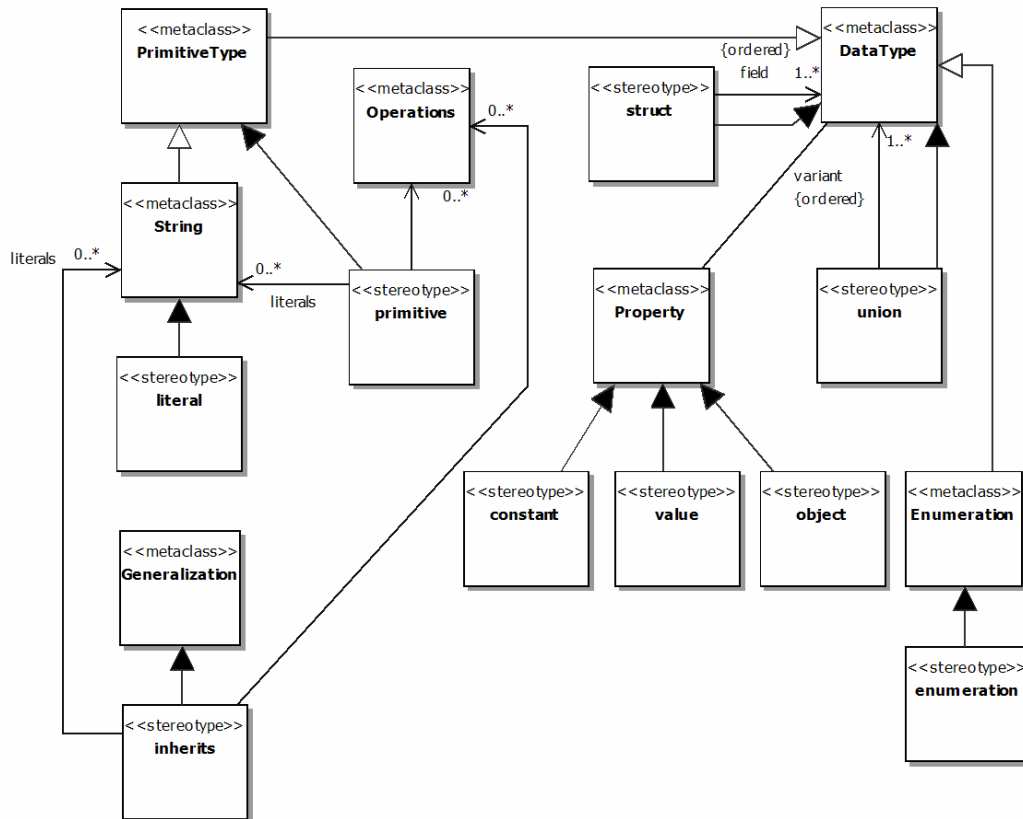 <<metaclass>>
PrimitiveType
<<metaclass>>
DataType
{ordered}
field
1..*
<<stereotype>>
struct
<<metaclass>>
Operations
0..*
0..*
1..*
variant
{ordered}
<<metaclass>>
String
literals
0..*
0..*
literals
<<stereotype>>
primitive
<<metaclass>>
Property
<<stereotype>>
union
<<stereotype>>
literal
<<stereotype>>
constant
<<stereotype>>
value
<<stereotype>>
object
<<metaclass>>
Enumeration
<<metaclass>>
Generalization
<<stereotype>>
enumeration
<<stereotype>>
inherits